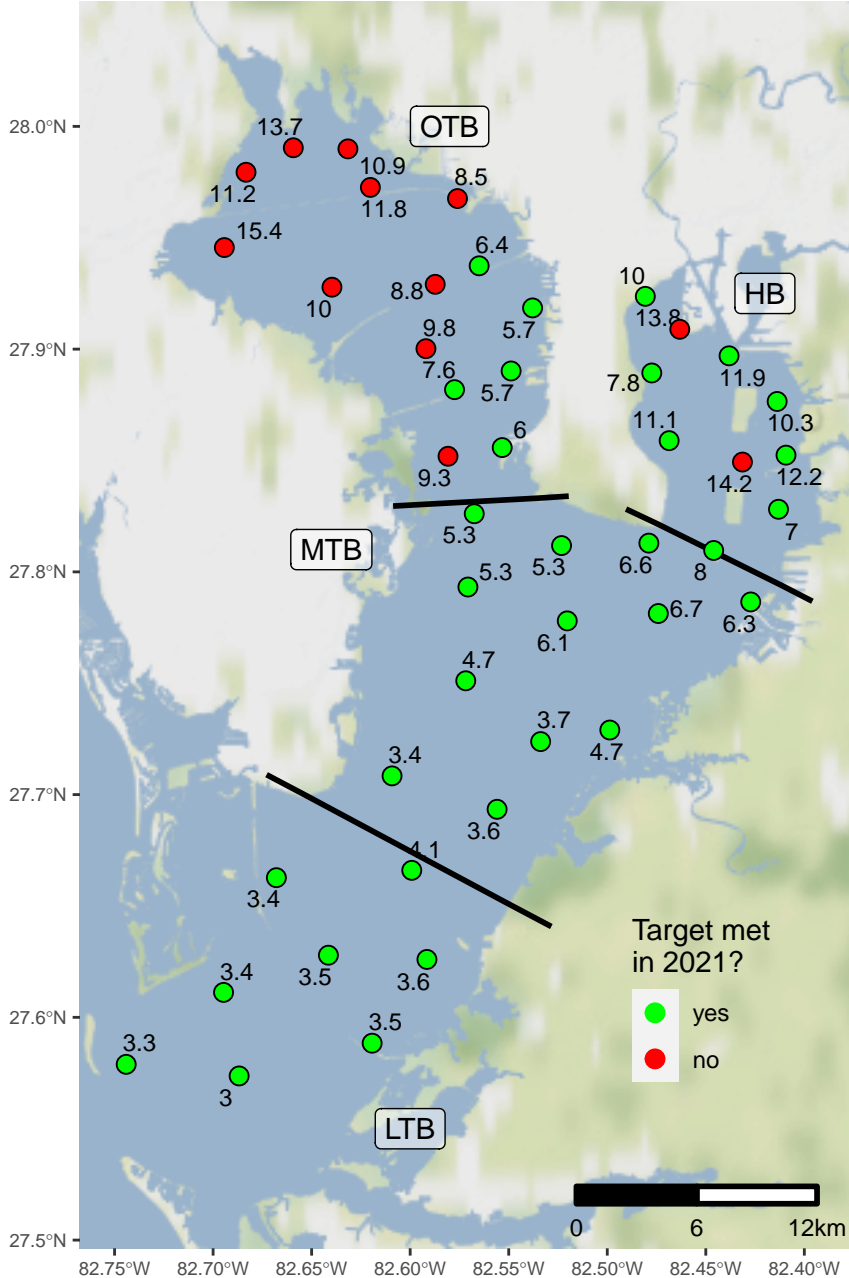 28.0°N
27.9°N
27.8°N
27.7°N
27.6°N
27.5°N
82.75°W
82.70°W
82.65°W
82.60°W
82.55°W
82.50°W
82.45°W
82.40°W
OTB
13.7
10.9
11.2
11.8
8.5
15.4
6.4
10
8.8
5.7
9.8
7.6
5.7
6
9.3
HB
10
13.8
7.8
11.9
10.3
11.1
14.2
12.2
7
MTB
5.3
5.3
6.6
8
5.3
6.7
6.3
6.1
4.7
3.7
4.7
3.4
3.6
4.1
3.4
3.5
3.6
3.4
3.5
3.3
3
LTB
Target met
in 2021?
yes
no
0
6
12km